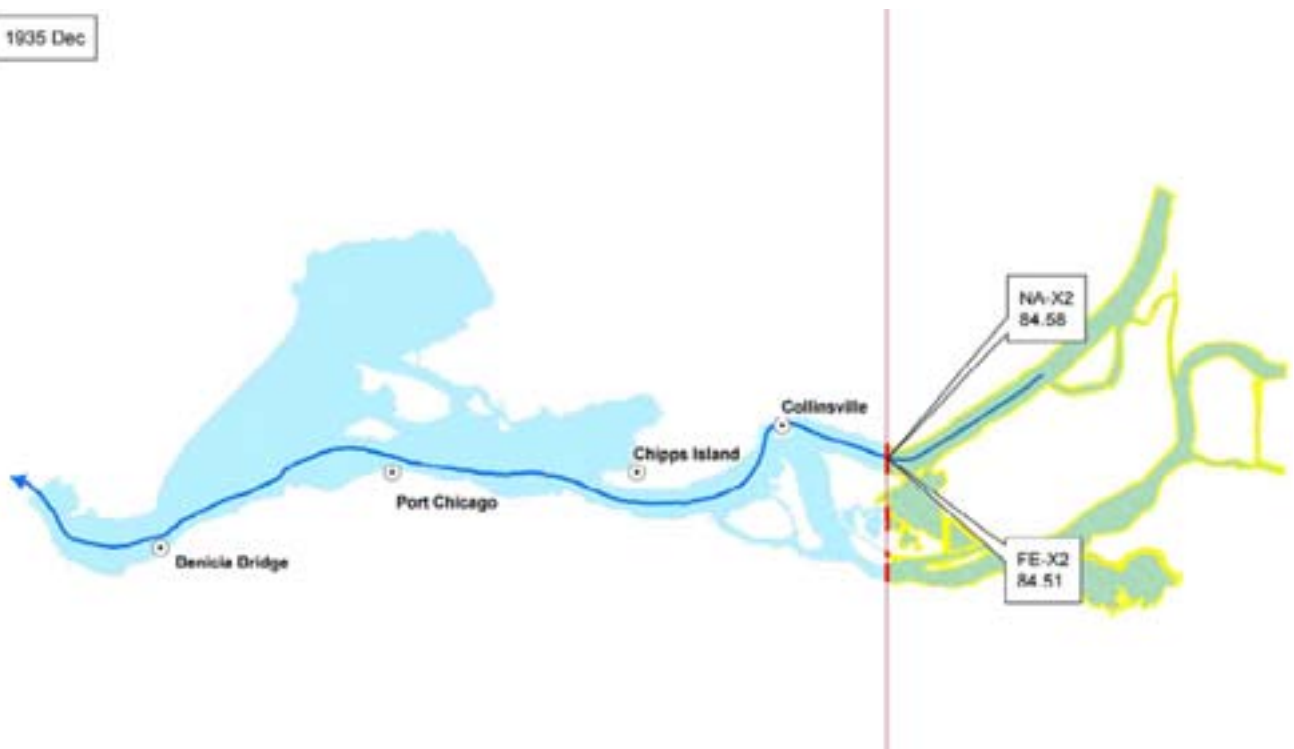 1935 Dec
NA-X2
84.58
Collinsville
Chipps Island
Port Chicago
Benicia Bridge
FE-X2
84.51